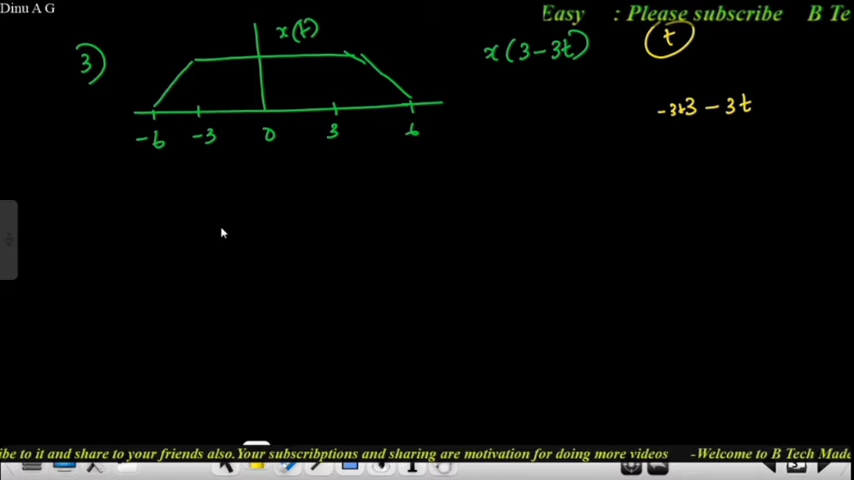 Dinu A G
Easy : Please subscribe B Te
3)
x(t)
x(3-3t)
t
-3+3-3t
-6 -3 0 3 6
be to it and share to your friends also.Your subscribptions and sharing are motivation for doing more videos -Welcome to B Tech Made